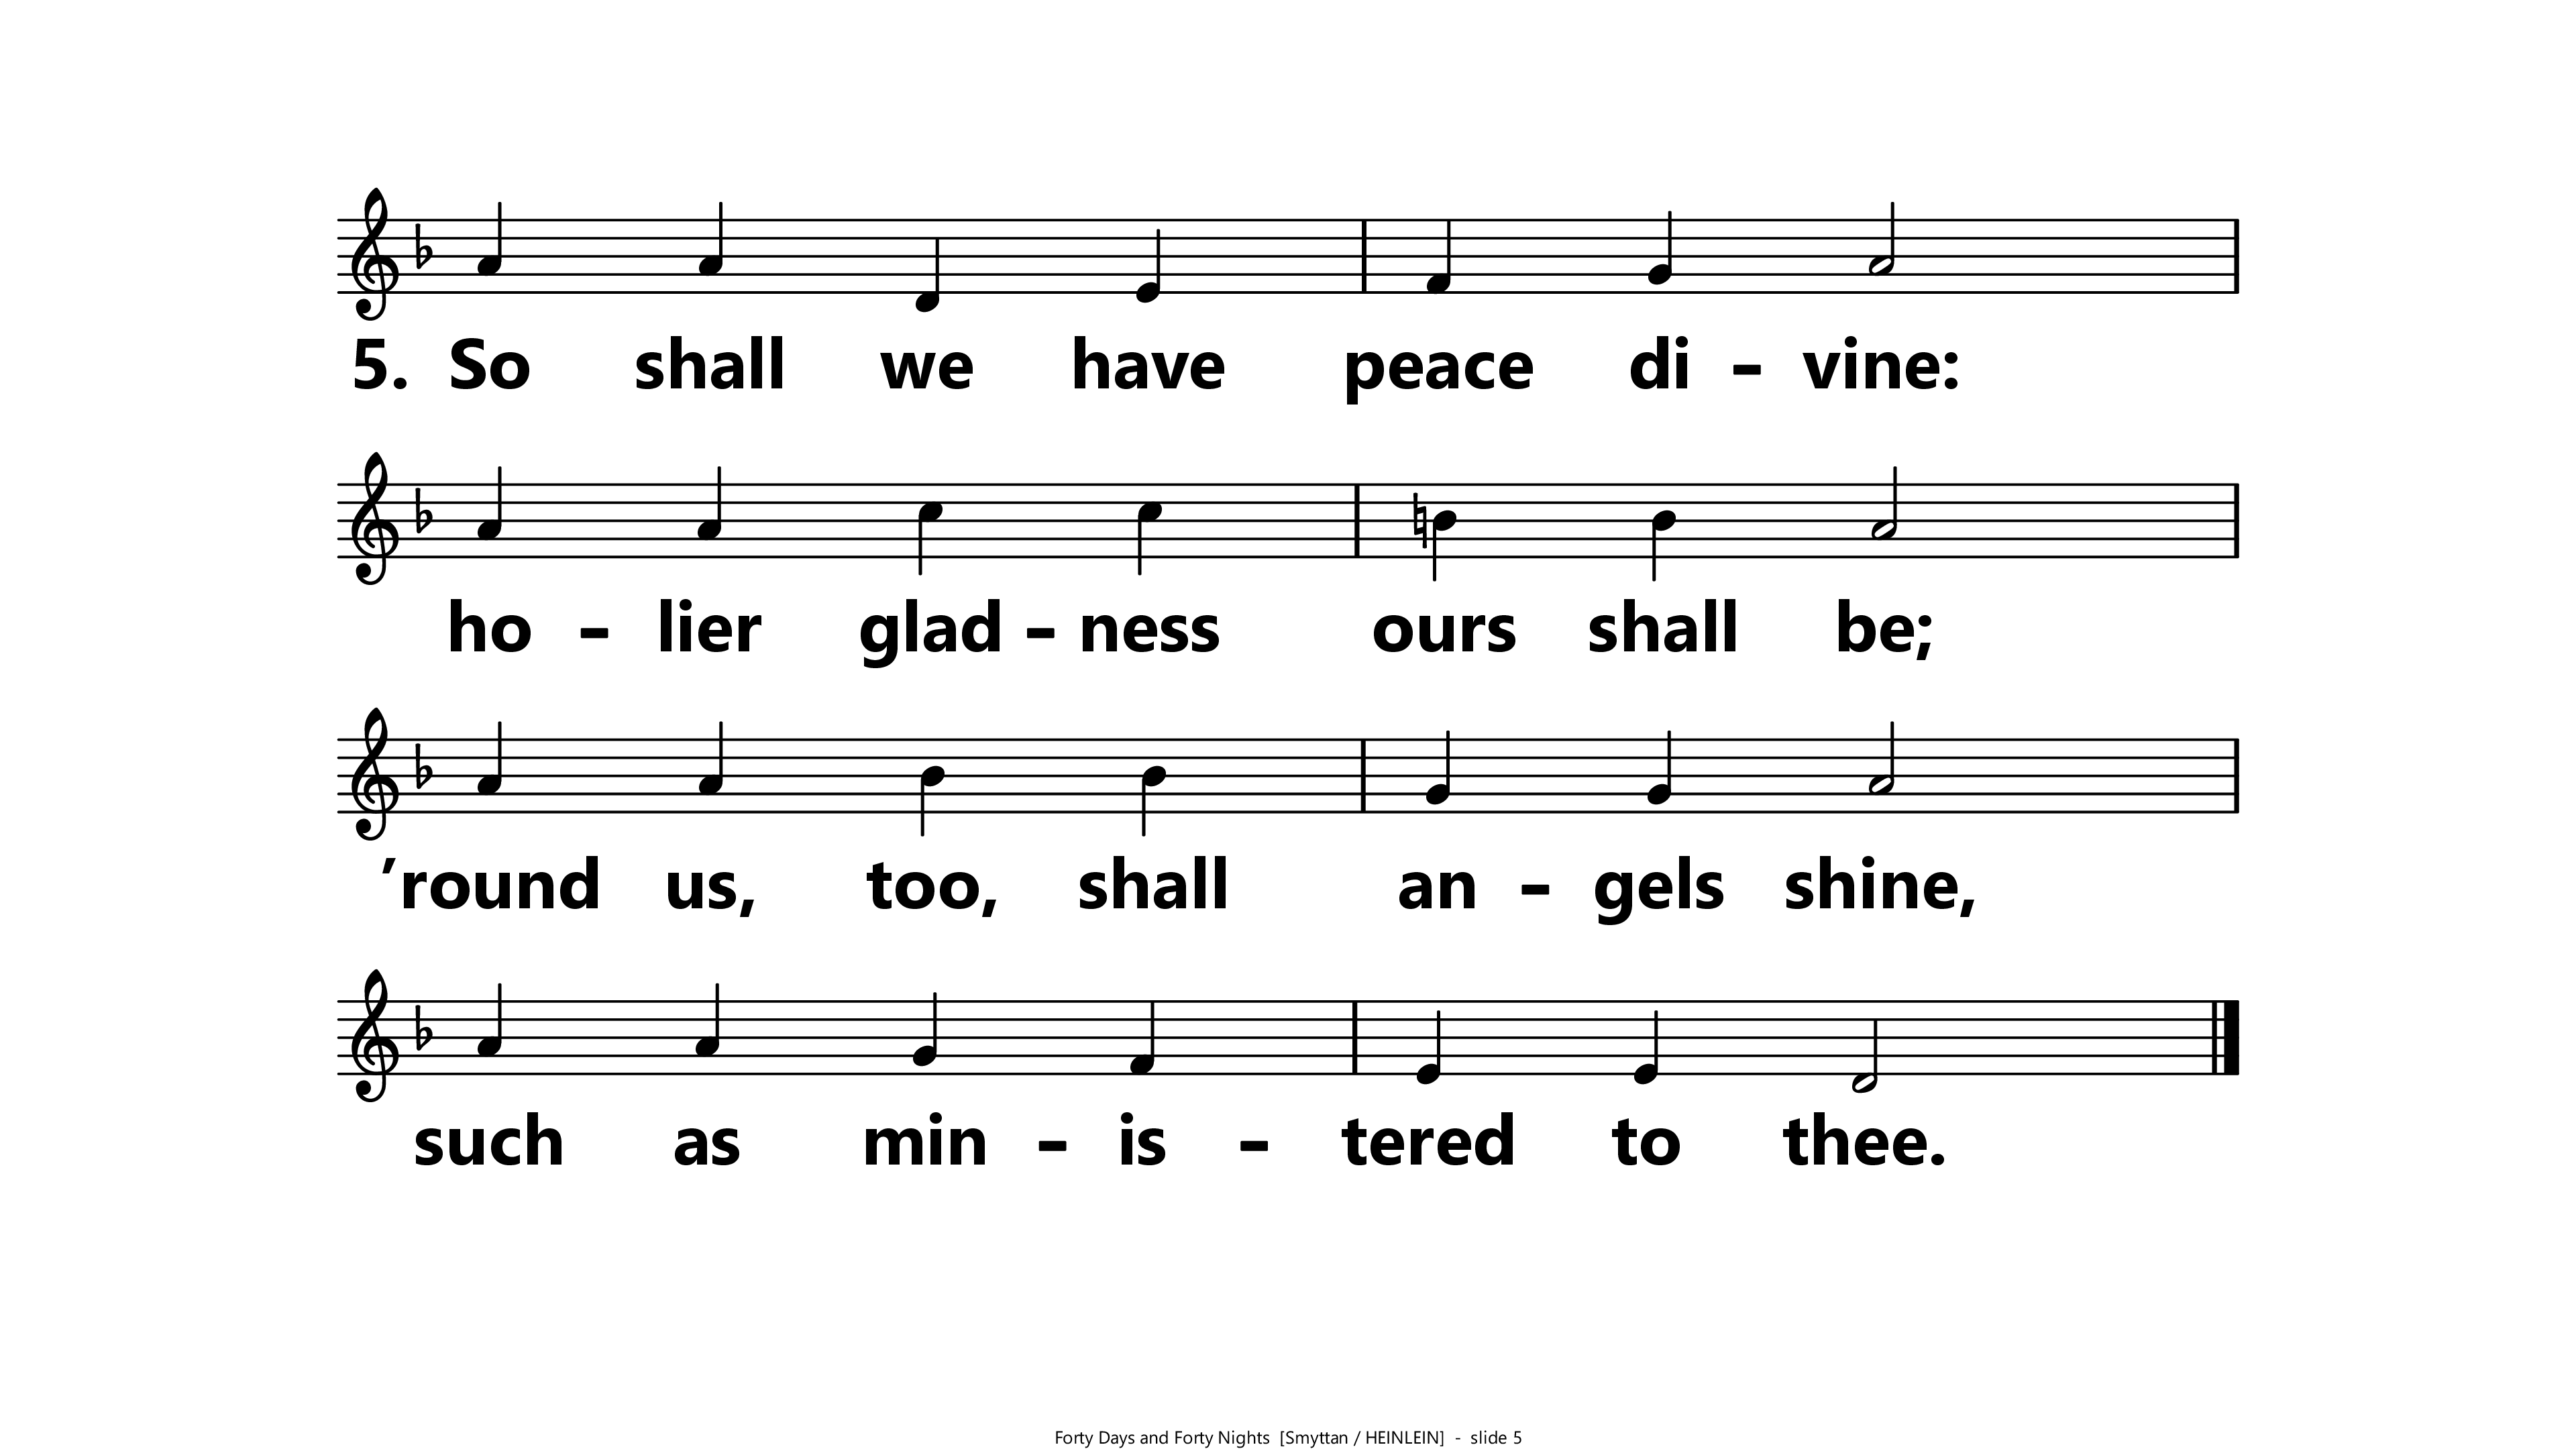 5. So shall we have peace di - vine:
ho - lier glad - ness ours shall be;
’round us, too, shall an - gels shine,
such as min - is - tered to thee.
Forty Days and Forty Nights [Smyttan / HEINLEIN] - slide 5